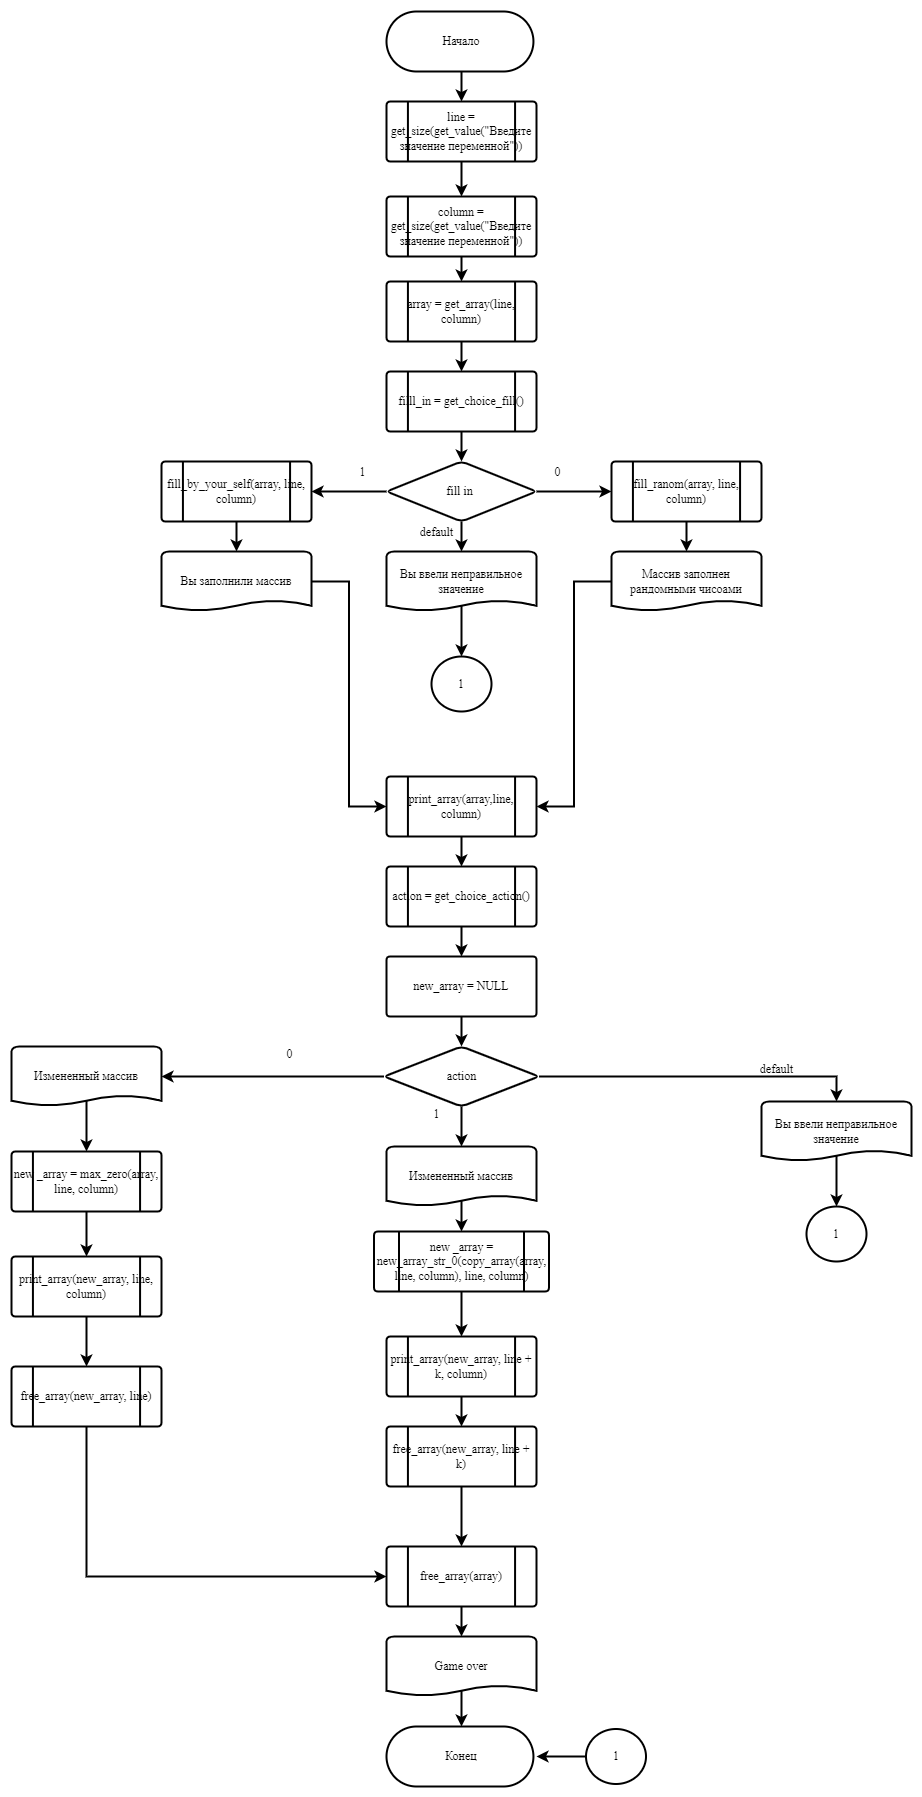 Начало
line =
get_size(get_value("Введите
значение переменной"))
column =
get_size(get_value("Введите
значение переменной"))
array = get_array(line,
column)
filll_in = get_choice_fill()
1
fill in
0
default
fill_by_your_self(array, line,
column)
fill_ranom(array, line,
column)
Вы заполнили массив
Вы ввели неправильное
значение
Массив заполнен
рандомными чисоами
1
print_array(array,line,
column)
action = get_choice_action()
new_array = NULL
0
action
default
1
Измененный массив
Вы ввели неправильное
значение
Измененный массив
new _array = max_zero(array,
line, column)
1
new _array =
new_array_str_0(copy_array(array,
line, column), line, column)
print_array(new_array, line,
column)
print_array(new_array, line +
k, column)
free_array(new_array, line)
free_array(new_array, line +
k)
free_array(array)
Game over
Конец
1